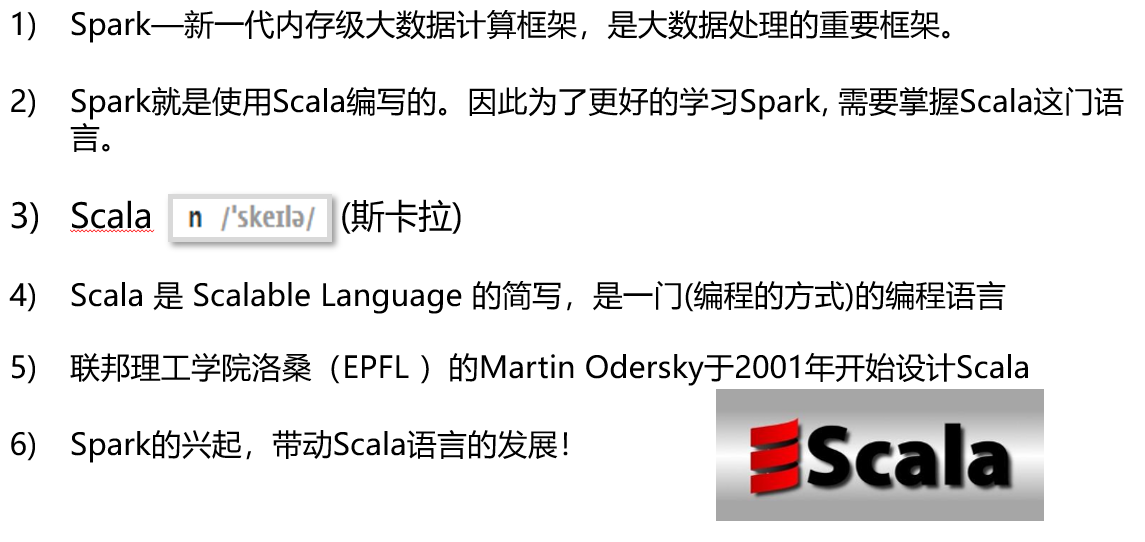 1) Spark—新一代内存级大数据计算框架，是大数据处理的重要框架。
2) Spark就是使用Scala编写的。因此为了更好的学习Spark, 需要掌握Scala这门语
言。
3) Scala n /'skeɪlə/ (斯卡拉)
4) Scala 是 Scalable Language 的简写，是一门(编程的方式)的编程语言
5) 联邦理工学院洛桑（EPFL ）的Martin Odersky于2001年开始设计Scala
6) Spark的兴起，带动Scala语言的发展！
Scala